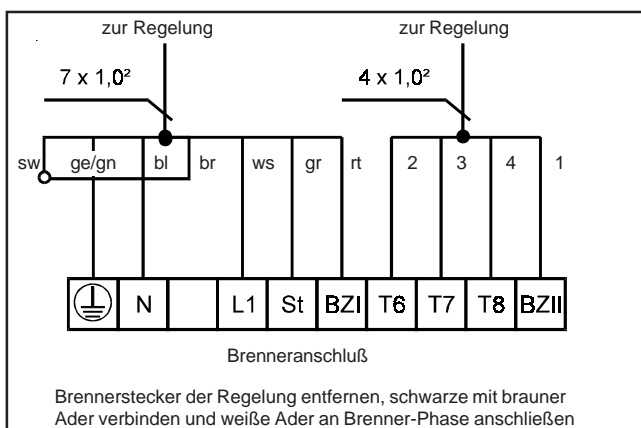 zur Regelung zur Regelung
7 x 1,0² 4 x 1,0²
sw ge/gn bl br ws gr rt 2 3 4 1
N L1 St BZI T6 T7 T8 BZII
Brenneranschluß
Brennerstecker der Regelung entfernen, schwarze mit brauner
Ader verbinden und weiße Ader an Brenner-Phase anschließen